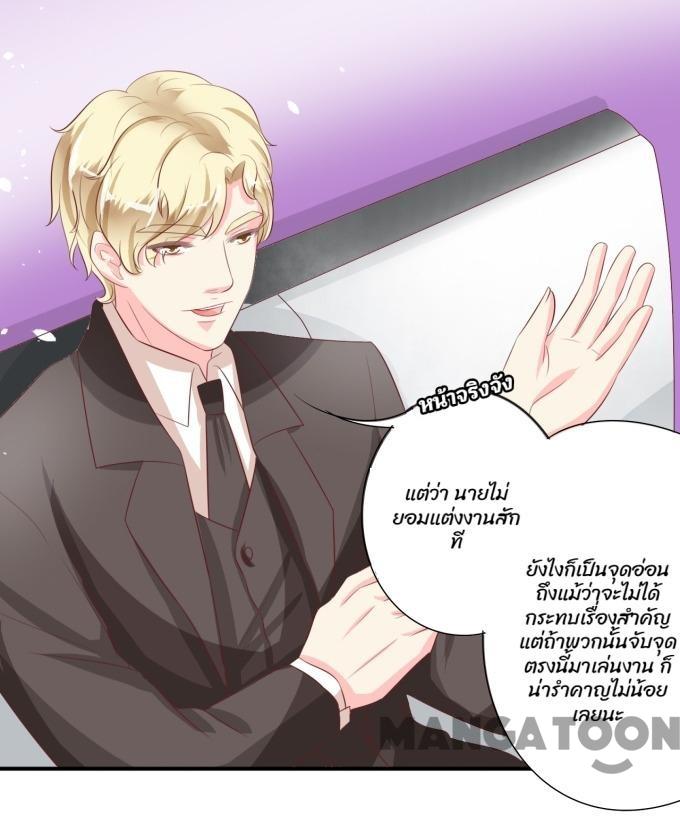 หน้าจริงจัง
แต่ว่า นายไม่
ยอมแต่งงานสัก
ที
ยังไงก็เป็นจุดอ่อน
ถึงแม้ว่าจะไม่ได้
กระทบเรื่องสำคัญ
แต่ถ้าพวกนั้นจับจุด
ตรงนี้มาเล่นงาน ก็
น่ารำคาญไม่น้อย
เลยนะ
MANGATOON